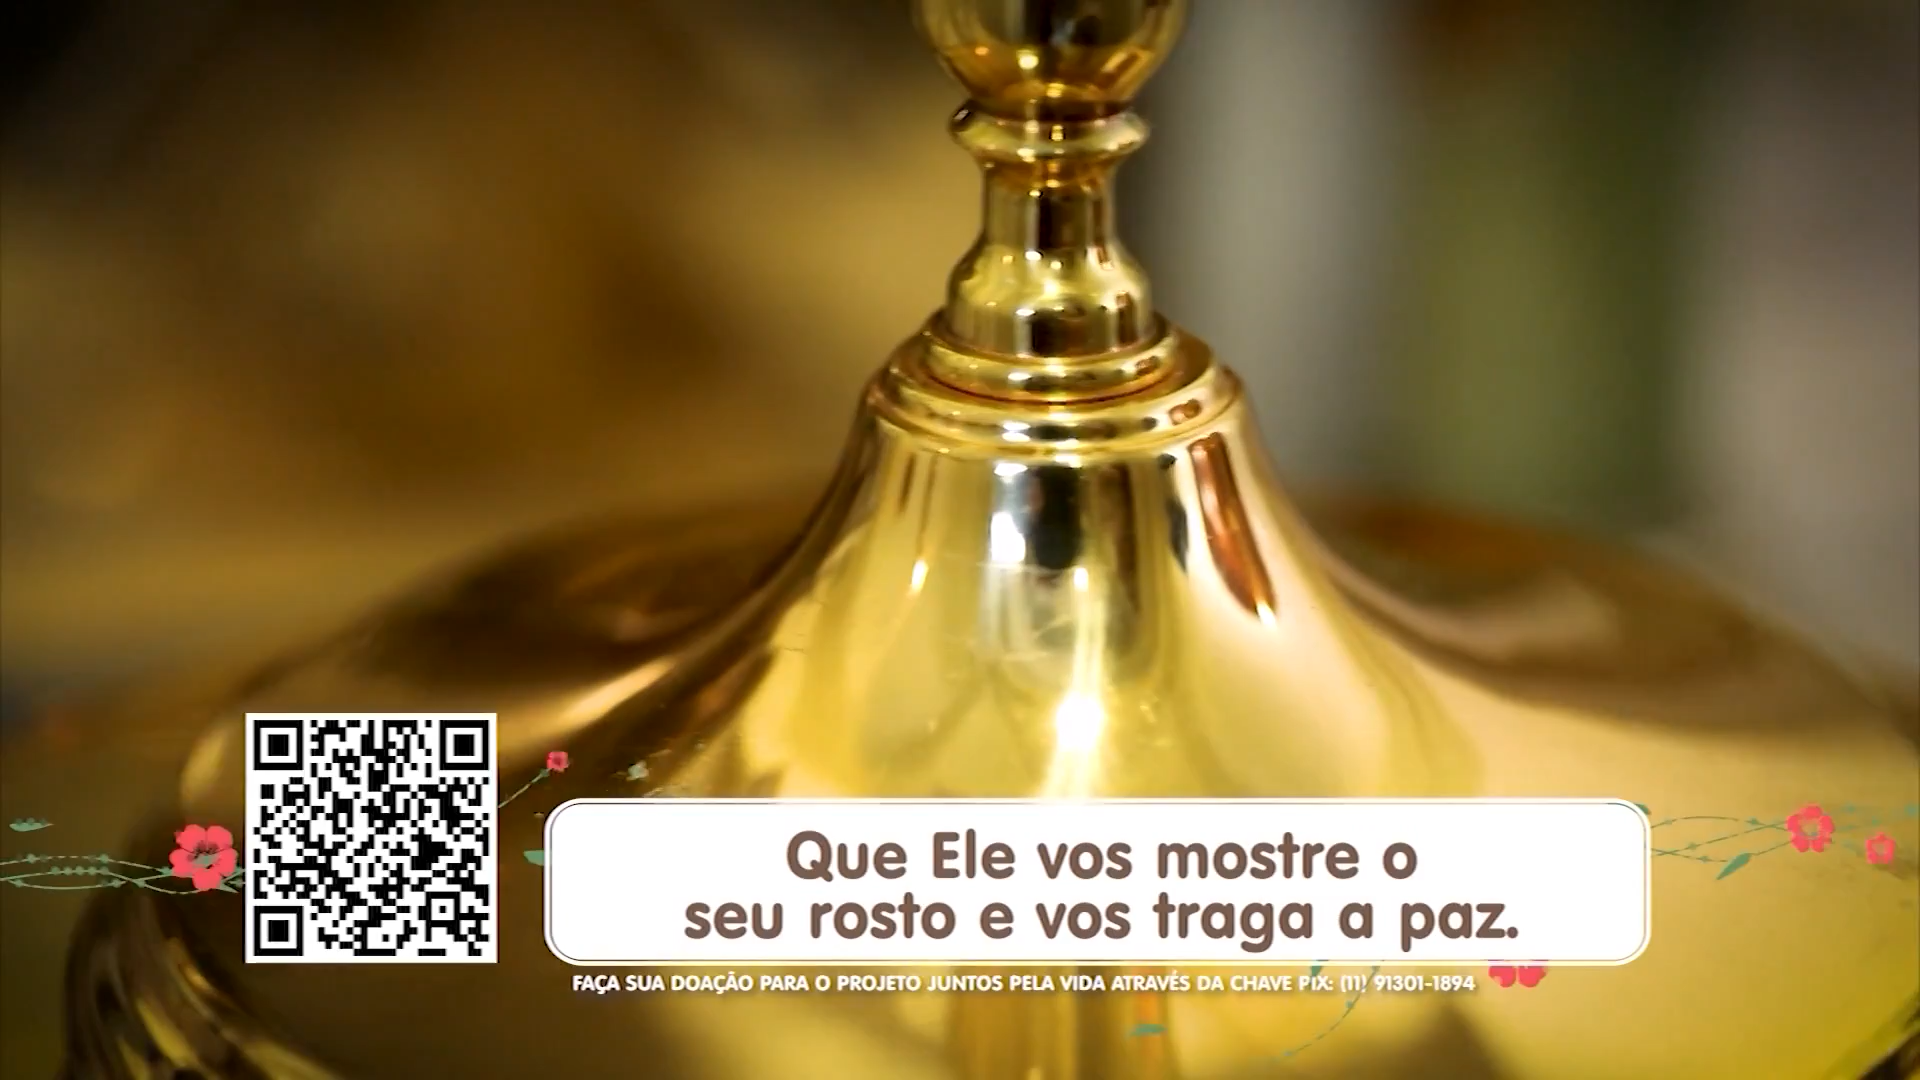 Que Ele vos mostre o
seu rosto e vos traga a paz.
FAÇA SUA DOAÇÃO PARA O PROJETO JUNTOS PELA VIDA ATRAVÉS DA CHAVE PIX: (11) 91301-1894